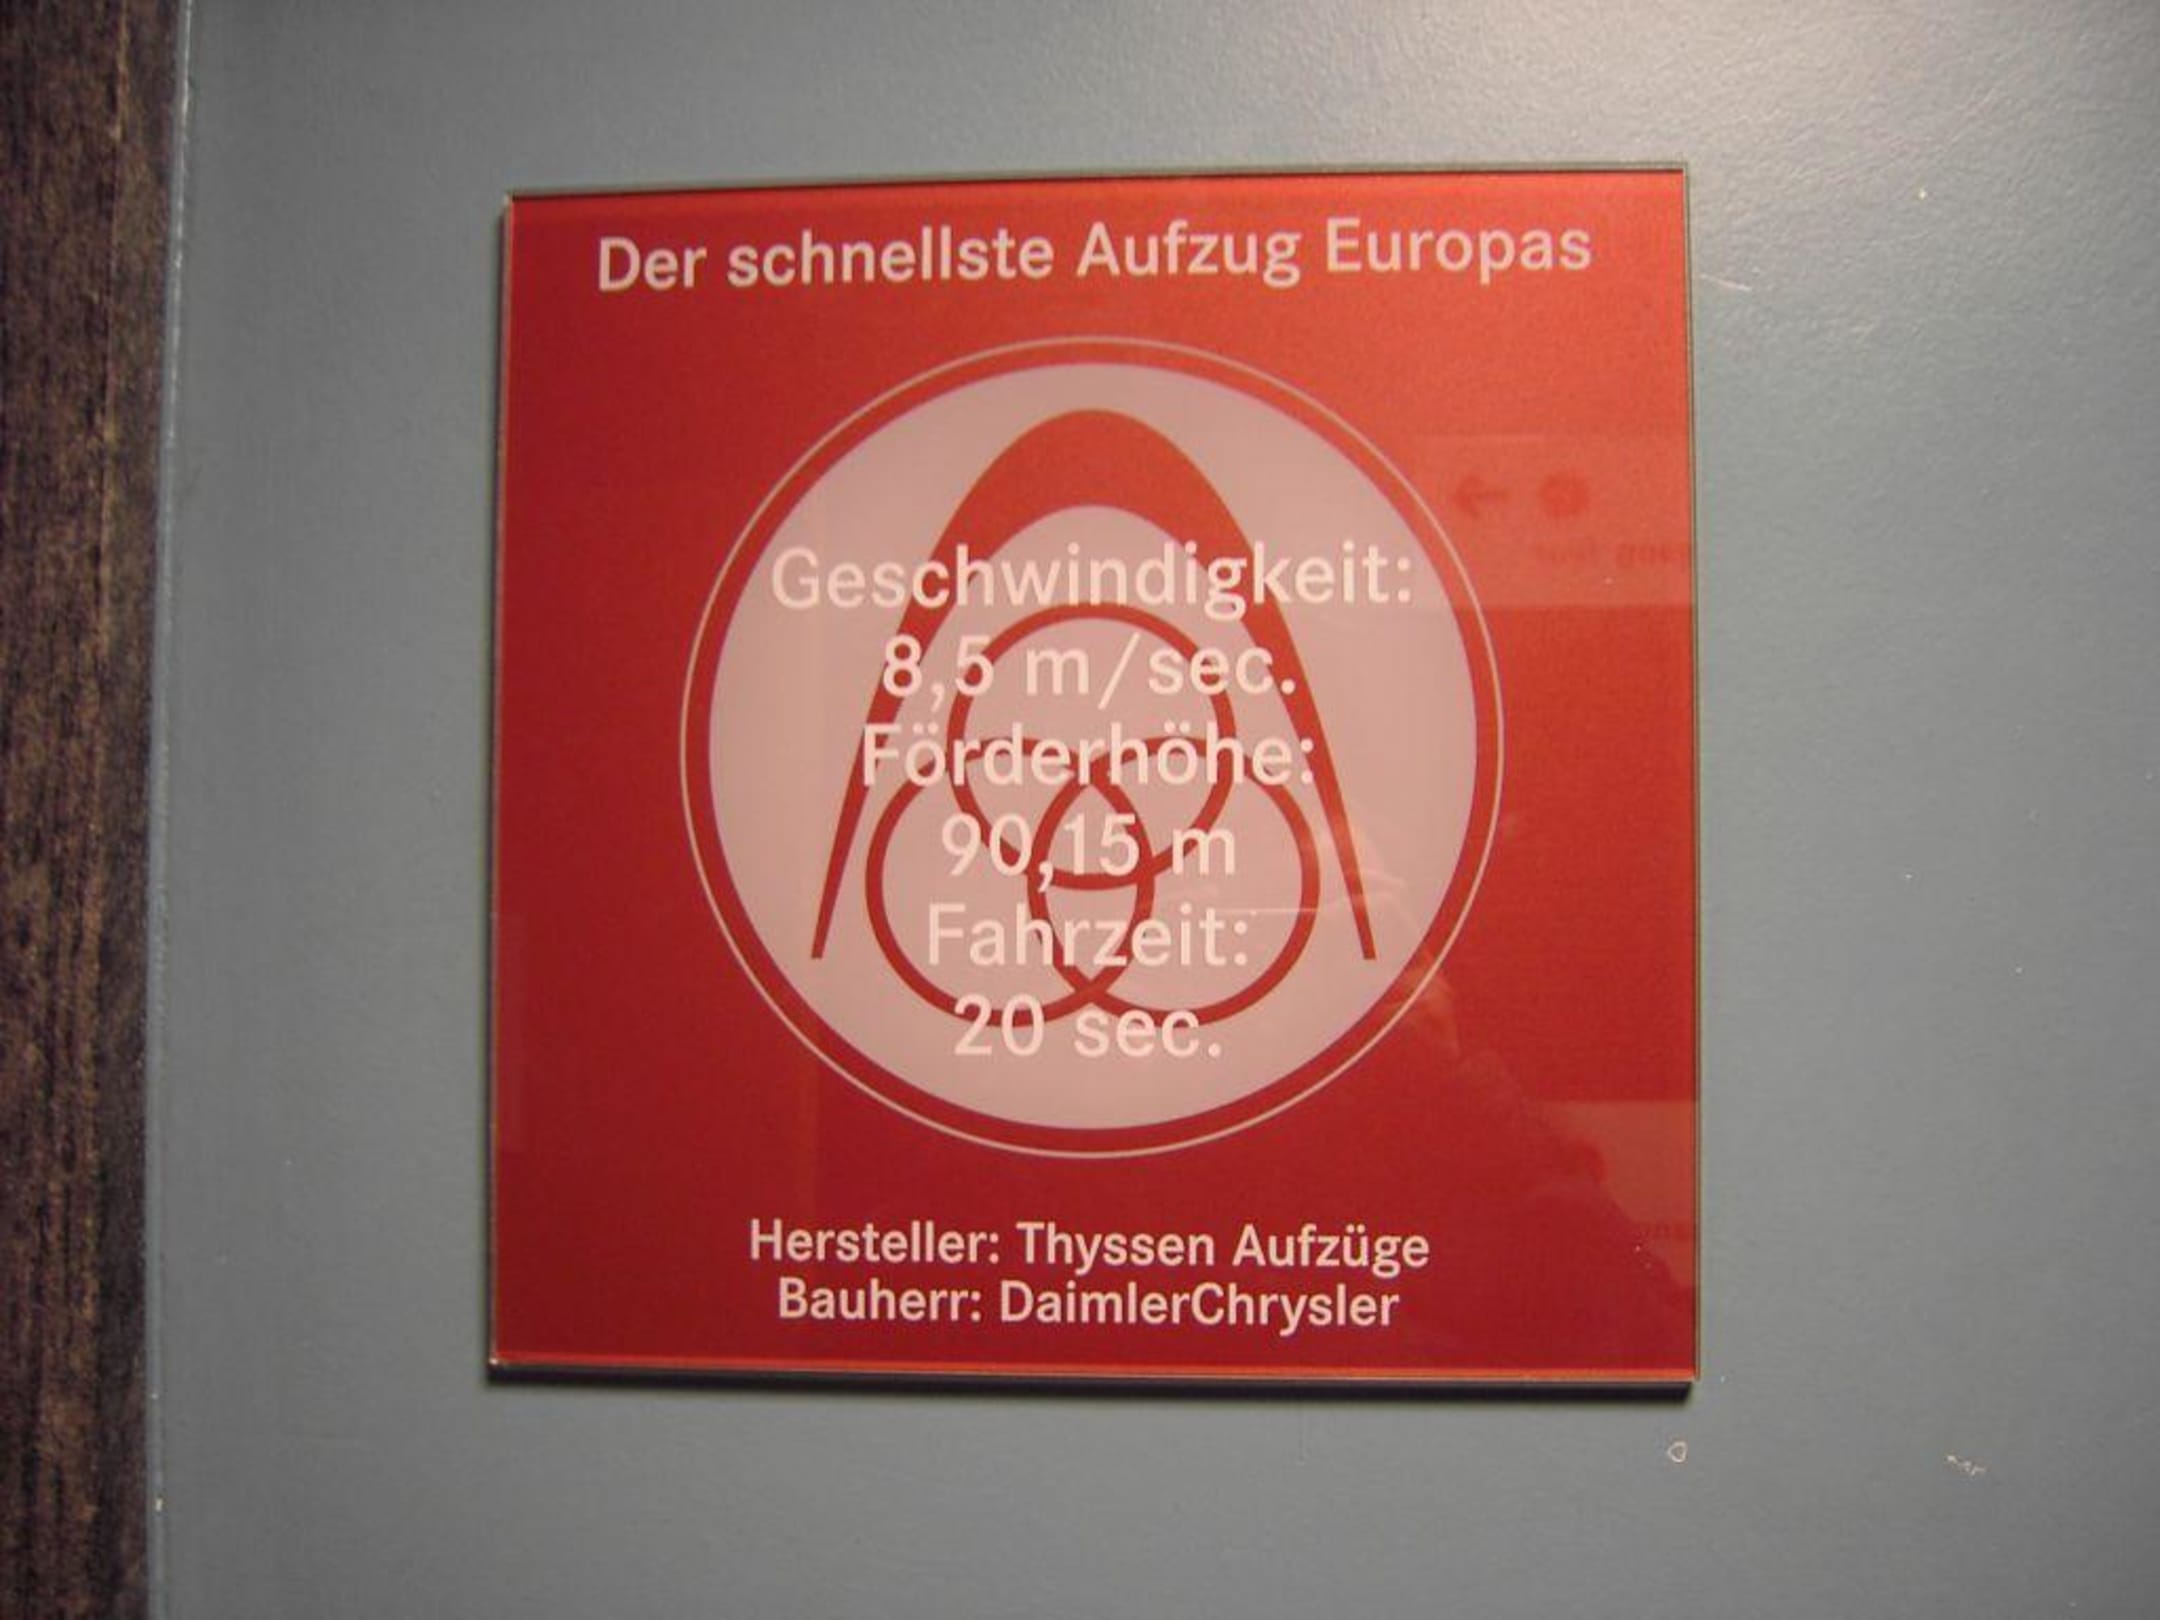 Der schnellste Aufzug Europas
Geschwindigkeit:
8,5 m/sec.
Förderhöhe:
90,15 m
Fahrzeit:
20 sec.
Hersteller: Thyssen Aufzüge
Bauherr: DaimlerChrysler